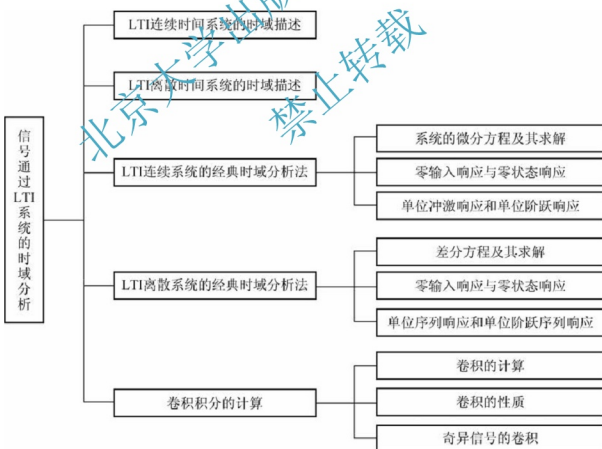 LTI连续时间系统的时域描述
LTI离散时间系统的时域描述
信号通过LTI系统的时域分析
LTI连续系统的经典时域分析法
系统的微分方程及其求解
零输入响应与零状态响应
单位冲激响应和单位阶跃响应
LTI离散系统的经典时域分析法
差分方程及其求解
零输入响应与零状态响应
单位序列响应和单位阶跃序列响应
卷积积分的计算
卷积的计算
卷积的性质
奇异信号的卷积
北京大学出版
禁止转载